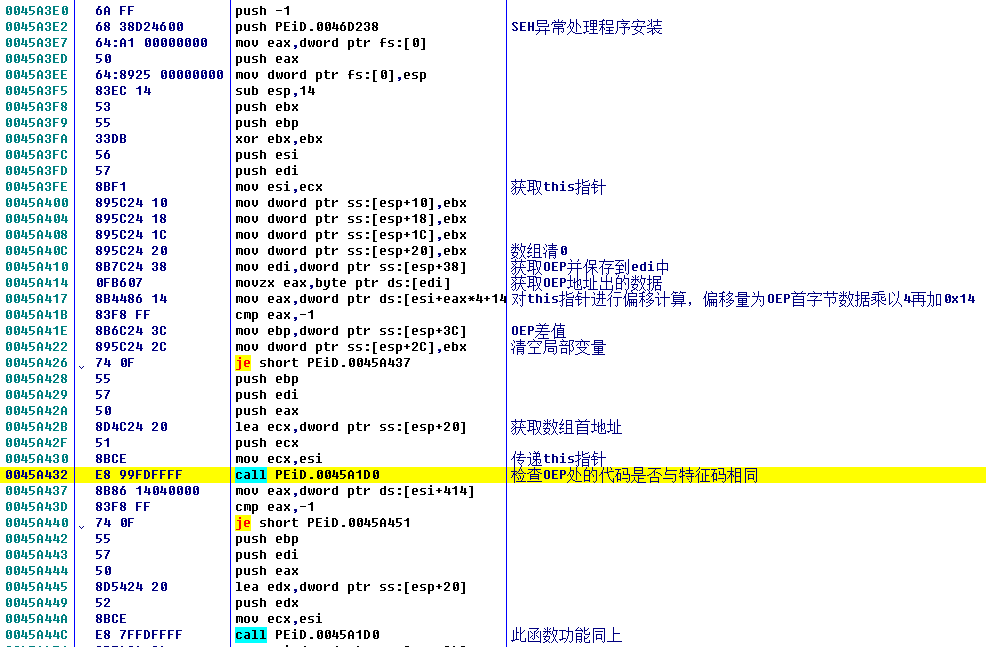 0045A3E0 6A FF push -1
0045A3E2 68 38D24600 push PEiD.0046D238 SEH异常处理程序安装
0045A3E7 64:A1 00000000 mov eax,dword ptr fs:[0]
0045A3ED 50 push eax
0045A3EE 64:8925 00000000 mov dword ptr fs:[0],esp
0045A3F5 83EC 14 sub esp,14
0045A3F8 53 push ebx
0045A3F9 55 push ebp
0045A3FA 33DB xor ebx,ebx
0045A3FC 56 push esi
0045A3FD 57 push edi
0045A3FE 8BF1 mov esi,ecx 获取this指针
0045A400 895C24 10 mov dword ptr ss:[esp+10],ebx
0045A404 895C24 18 mov dword ptr ss:[esp+18],ebx
0045A408 895C24 1C mov dword ptr ss:[esp+1C],ebx
0045A40C 895C24 20 mov dword ptr ss:[esp+20],ebx 数组清0
0045A410 8B7C24 38 mov edi,dword ptr ss:[esp+38] 获取OEP并保存到edi中
0045A414 0FB607 movzx eax,byte ptr ds:[edi] 获取OEP地址出的数据
0045A417 8B4486 14 mov eax,dword ptr ds:[esi+eax*4+14 对this指针进行偏移计算，偏移量为OEP首字节数据乘以4再加0x14
0045A41B 83F8 FF cmp eax,-1
0045A41E 8B6C24 3C mov ebp,dword ptr ss:[esp+3C] OEP差值
0045A422 895C24 2C mov dword ptr ss:[esp+2C],ebx 清空局部变量
0045A426 74 0F je short PEiD.0045A437
0045A428 55 push ebp
0045A429 57 push edi
0045A42A 50 push eax
0045A42B 8D4C24 20 lea ecx,dword ptr ss:[esp+20] 获取数组首地址
0045A42F 51 push ecx
0045A430 8BCE mov ecx,esi 传递this指针
0045A432 E8 99FDFFFF call PEiD.0045A1D0 检查OEP处的代码是否与特征码相同
0045A437 8B86 14040000 mov eax,dword ptr ds:[esi+414]
0045A43D 83F8 FF cmp eax,-1
0045A440 74 0F je short PEiD.0045A451
0045A442 55 push ebp
0045A443 57 push edi
0045A444 50 push eax
0045A445 8D5424 20 lea edx,dword ptr ss:[esp+20]
0045A449 52 push edx
0045A44A 8BCE mov ecx,esi
0045A44C E8 7FFDFFFF call PEiD.0045A1D0 此函数功能同上